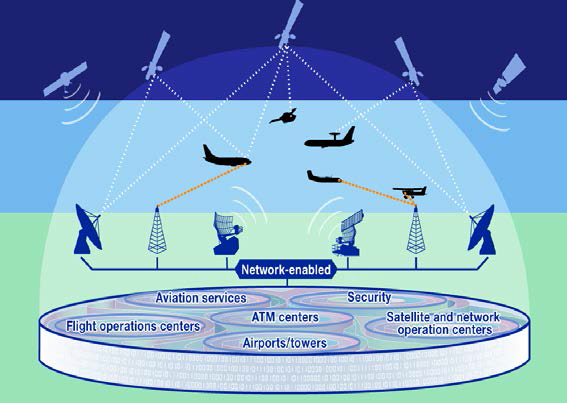 Network-enabled
Aviation services
Security
Flight operations centers
ATM centers
Satellite and network
operation centers
Airports/towers